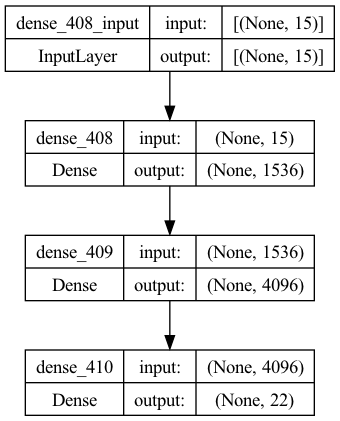 dense_408_input input: [(None, 15)]
InputLayer output: [(None, 15)]
dense_408 input: (None, 15)
Dense output: (None, 1536)
dense_409 input: (None, 1536)
Dense output: (None, 4096)
dense_410 input: (None, 4096)
Dense output: (None, 22)